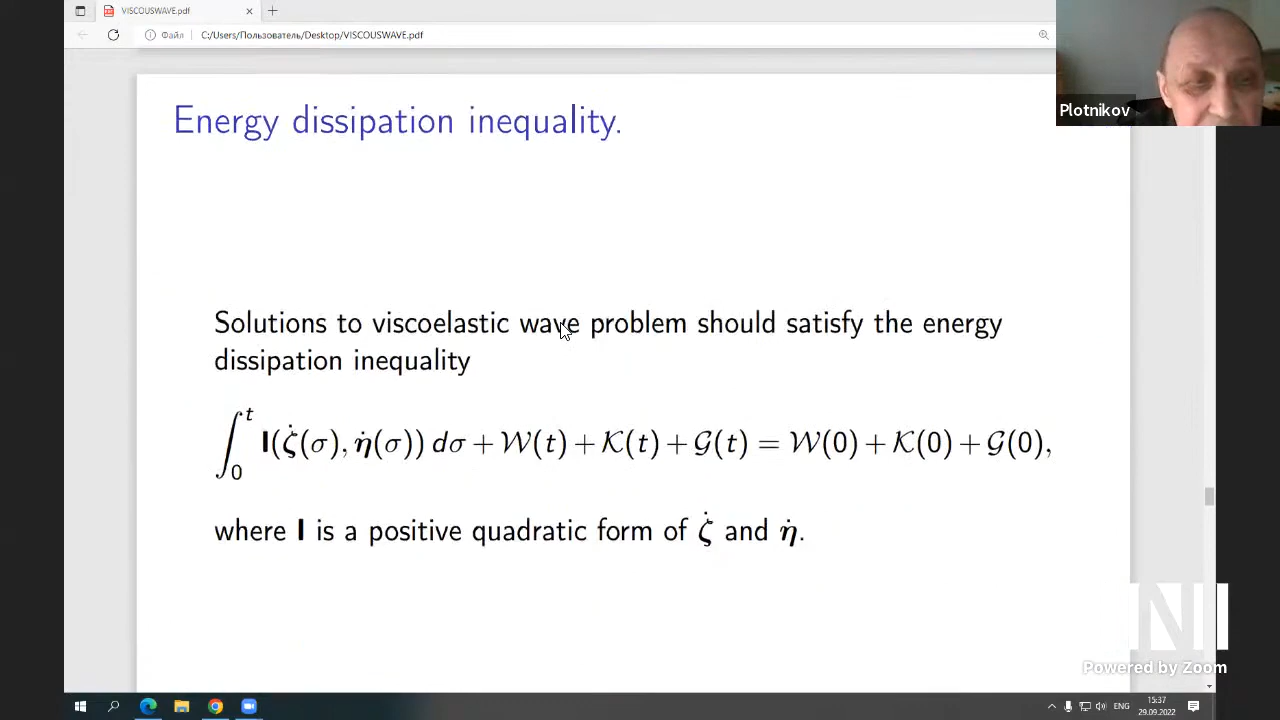 VISCOUSWAVE.pdf
Файл C:/Users/Пользователь/Desktop/VISCOUSWAVE.pdf
Plotnikov
Energy dissipation inequality.
Solutions to viscoelastic wave problem should satisfy the energy
dissipation inequality
∫₀ᵗ I(ζ̇(σ), η̇(σ)) dσ + 𝒲(t) + 𝒦(t) + 𝒢(t) = 𝒲(0) + 𝒦(0) + 𝒢(0),
where I is a positive quadratic form of ζ̇ and η̇.
Powered by Zoom
ENG
15:37
29.09.2022